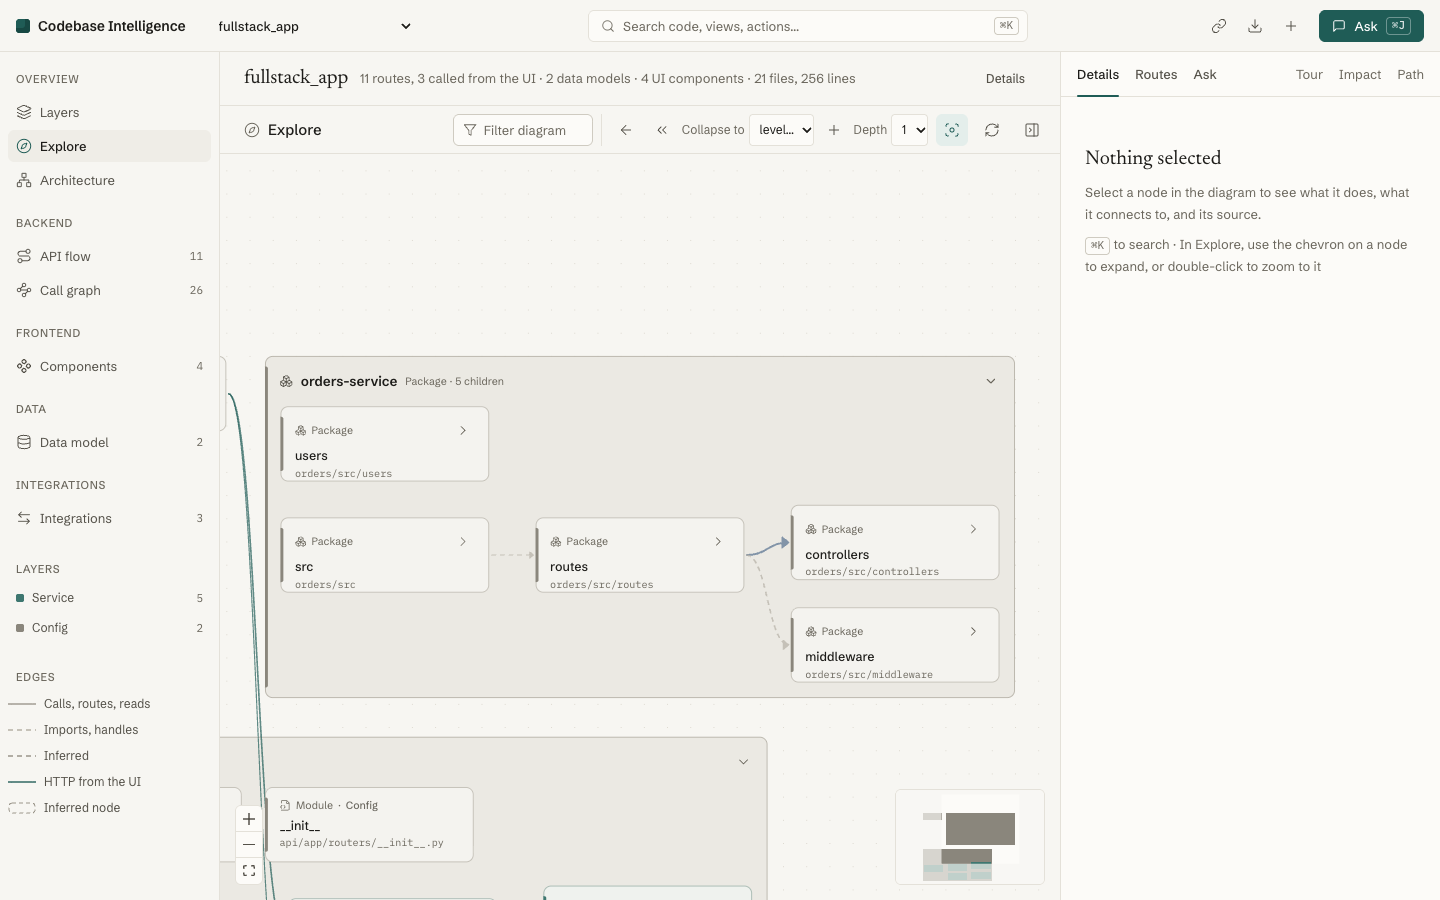 Codebase Intelligence
fullstack_app
Search code, views, actions...
⌘K
Ask ⌘J
OVERVIEW
Layers
Explore
Architecture
BACKEND
API flow 11
Call graph 26
FRONTEND
Components 4
DATA
Data model 2
INTEGRATIONS
Integrations 3
LAYERS
Service 5
Config 2
EDGES
Calls, routes, reads
Imports, handles
Inferred
HTTP from the UI
Inferred node
fullstack_app 11 routes, 3 called from the UI · 2 data models · 4 UI components · 21 files, 256 lines
Details
Explore
Filter diagram
Collapse to level...
Depth 1
orders-service Package · 5 children
Package
users
orders/src/users
Package
src
orders/src
Package
routes
orders/src/routes
Package
controllers
orders/src/controllers
Package
middleware
orders/src/middleware
Module · Config
__init__
api/app/routers/__init__.py
Details Routes Ask Tour Impact Path
Nothing selected
Select a node in the diagram to see what it does, what
it connects to, and its source.
⌘K to search · In Explore, use the chevron on a node
to expand, or double-click to zoom to it